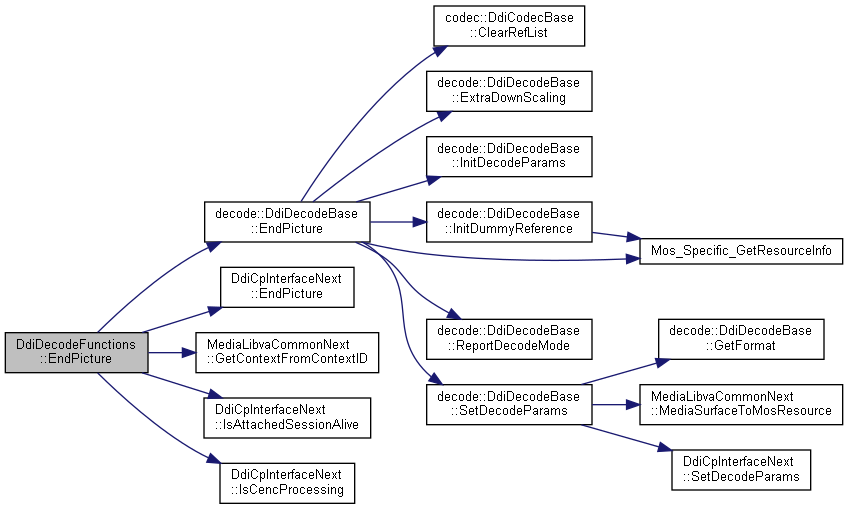 codec::DdiCodecBase
::ClearRefList
decode::DdiDecodeBase
::ExtraDownScaling
decode::DdiDecodeBase
::InitDecodeParams
decode::DdiDecodeBase
::EndPicture
decode::DdiDecodeBase
::InitDummyReference
Mos_Specific_GetResourceInfo
DdiCpInterfaceNext
::EndPicture
DdiDecodeFunctions
::EndPicture
MediaLibvaCommonNext
::GetContextFromContextID
decode::DdiDecodeBase
::ReportDecodeMode
decode::DdiDecodeBase
::GetFormat
DdiCpInterfaceNext
::IsAttachedSessionAlive
decode::DdiDecodeBase
::SetDecodeParams
MediaLibvaCommonNext
::MediaSurfaceToMosResource
DdiCpInterfaceNext
::IsCencProcessing
DdiCpInterfaceNext
::SetDecodeParams